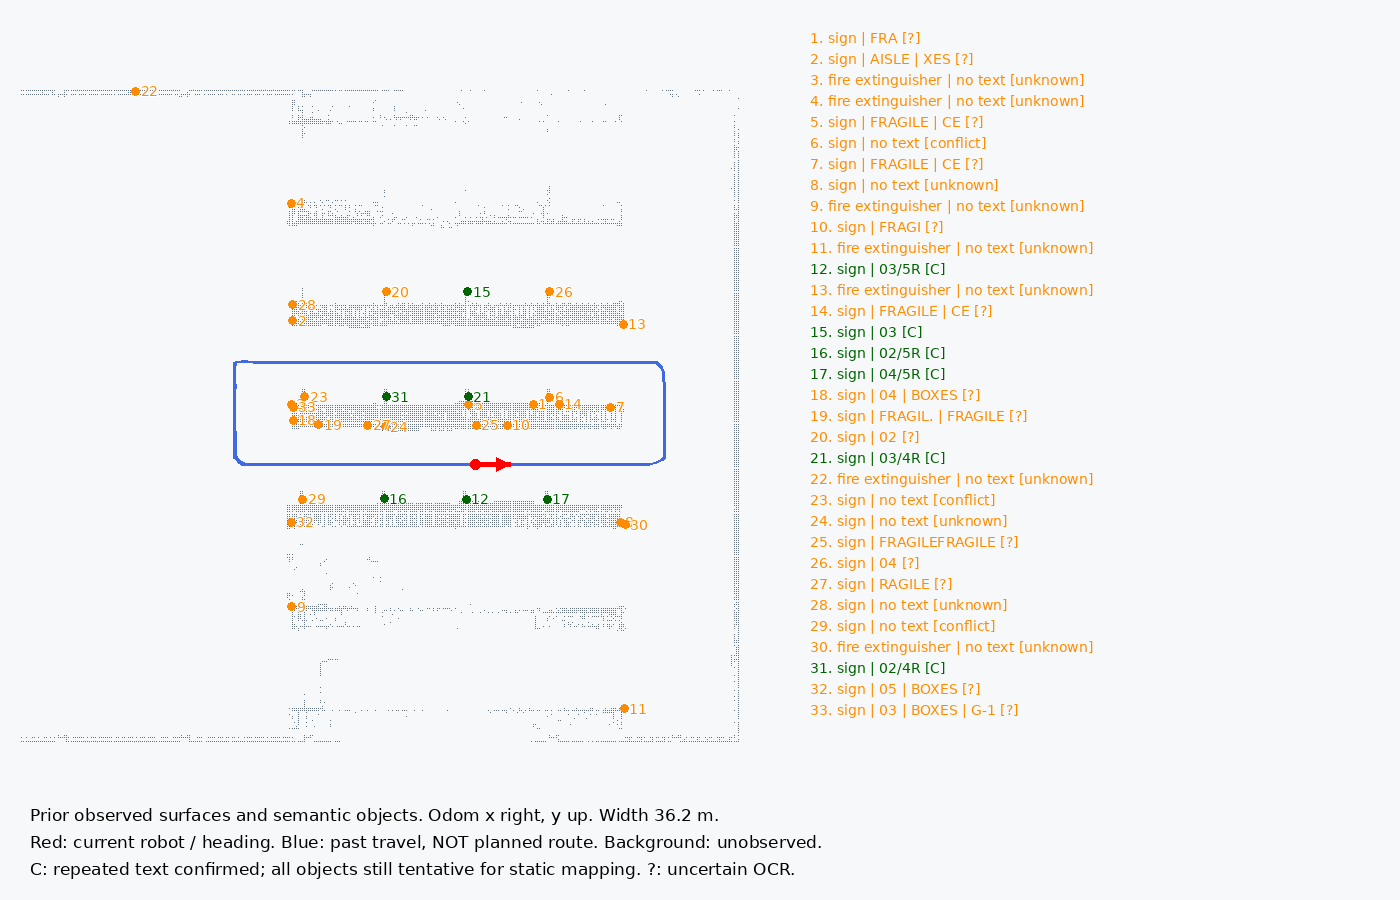 1. sign | FRA [?]
2. sign | AISLE | XES [?]
3. fire extinguisher | no text [unknown]
4. fire extinguisher | no text [unknown]
5. sign | FRAGILE | CE [?]
6. sign | no text [conflict]
7. sign | FRAGILE | CE [?]
8. sign | no text [unknown]
9. fire extinguisher | no text [unknown]
10. sign | FRAGI [?]
11. fire extinguisher | no text [unknown]
12. sign | 03/5R [C]
13. fire extinguisher | no text [unknown]
14. sign | FRAGILE | CE [?]
15. sign | 03 [C]
16. sign | 02/5R [C]
17. sign | 04/5R [C]
18. sign | 04 | BOXES [?]
19. sign | FRAGIL. | FRAGILE [?]
20. sign | 02 [?]
21. sign | 03/4R [C]
22. fire extinguisher | no text [unknown]
23. sign | no text [conflict]
24. sign | no text [unknown]
25. sign | FRAGILEFRAGILE [?]
26. sign | 04 [?]
27. sign | RAGILE [?]
28. sign | no text [unknown]
29. sign | no text [conflict]
30. fire extinguisher | no text [unknown]
31. sign | 02/4R [C]
32. sign | 05 | BOXES [?]
33. sign | 03 | BOXES | G-1 [?]
22
4
20
15
26
28
2
13
23
31
21
6
33
5
1
14
7
18
19
27
24
25
10
29
16
12
17
32
30
9
11
Prior observed surfaces and semantic objects. Odom x right, y up. Width 36.2 m.
Red: current robot / heading. Blue: past travel, NOT planned route. Background: unobserved.
C: repeated text confirmed; all objects still tentative for static mapping. ?: uncertain OCR.